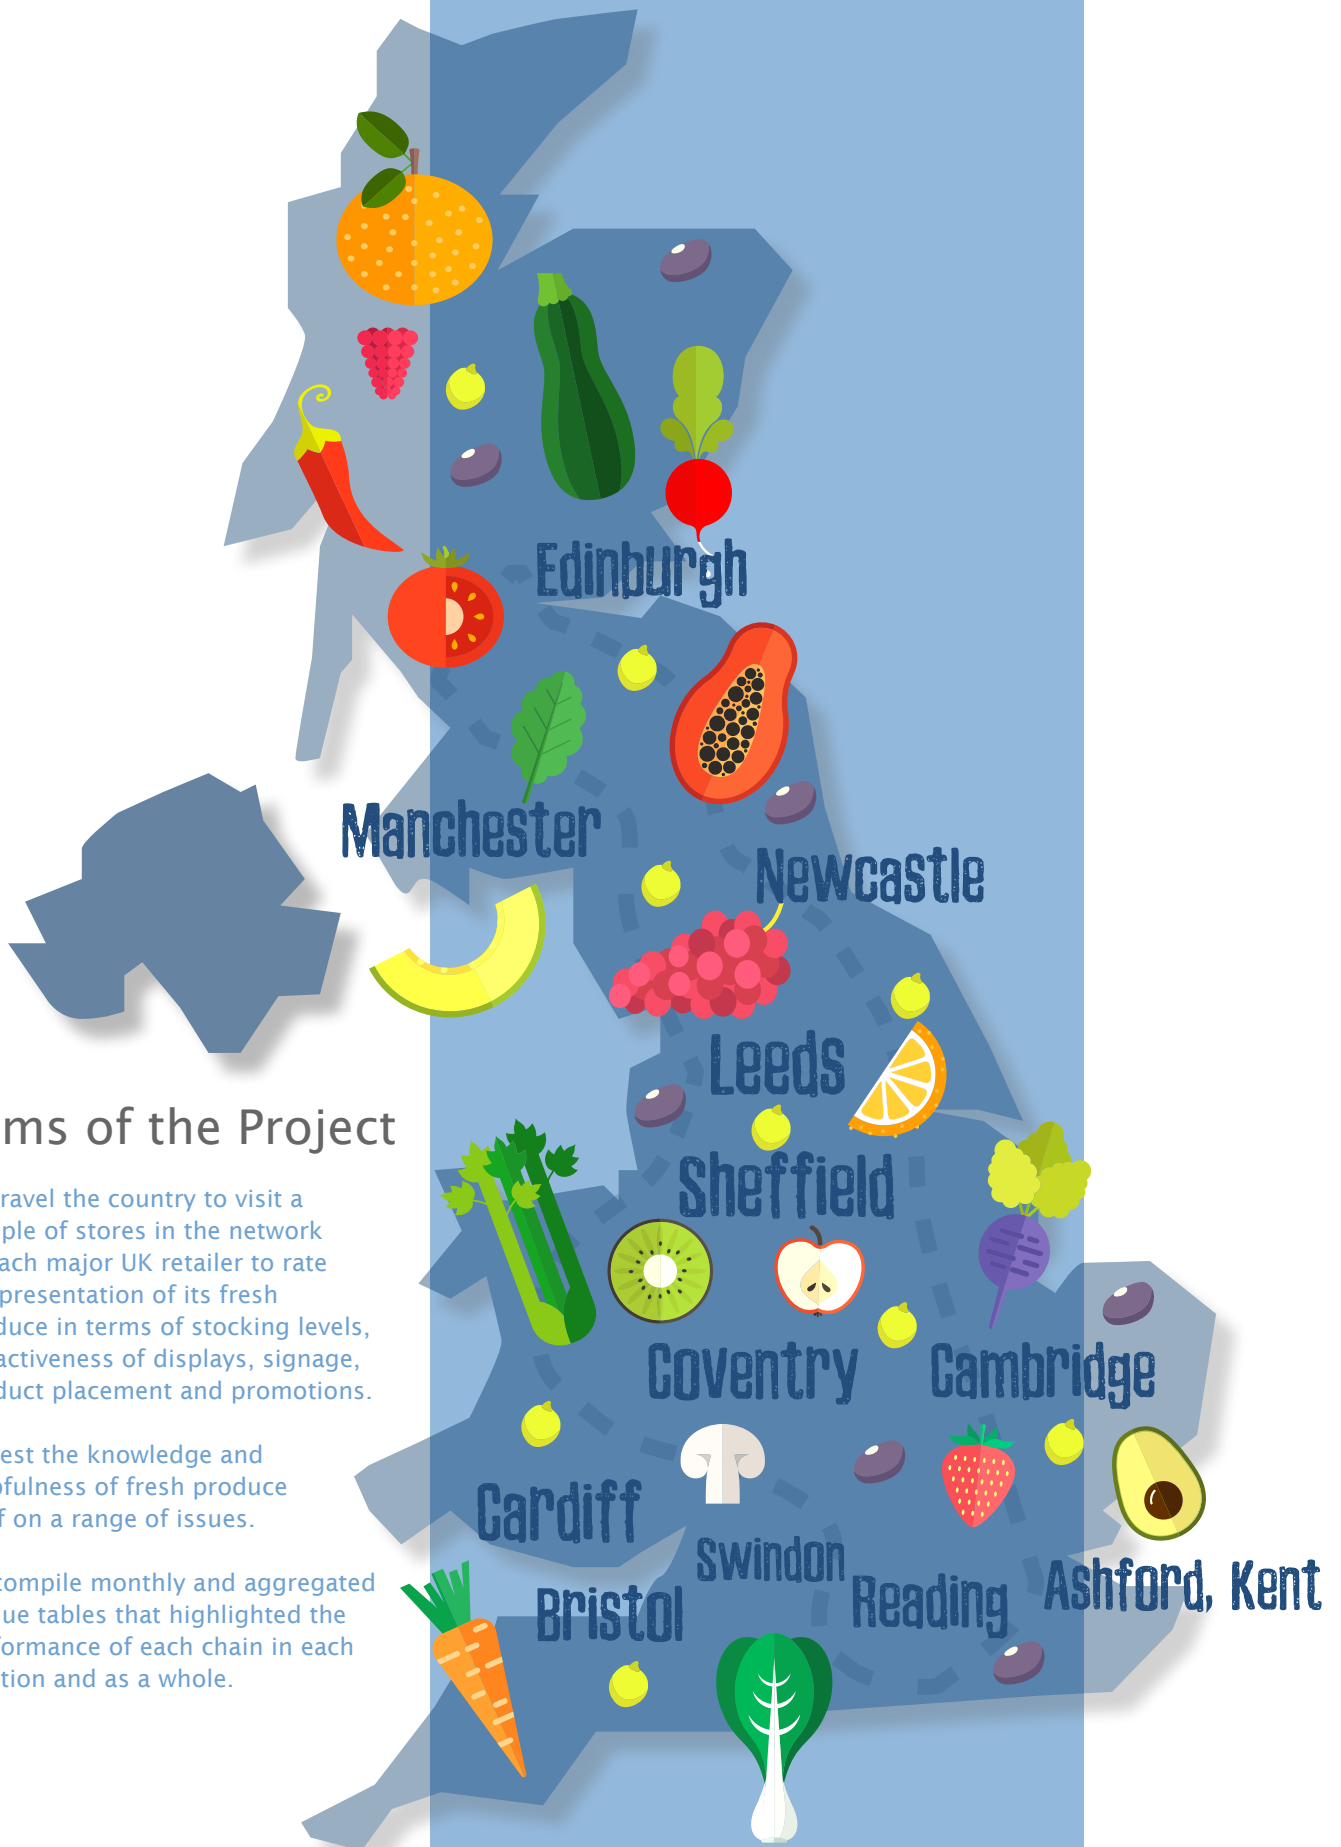 Edinburgh
Manchester
Newcastle
Leeds
ms of the Project
Sheffield
ravel the country to visit a
ple of stores in the network
ach major UK retailer to rate
presentation of its fresh
duce in terms of stocking levels,
activeness of displays, signage,
duct placement and promotions.
Coventry
Cambridge
est the knowledge and
pfulness of fresh produce
f on a range of issues.
Cardiff
Swindon
Ashford, Kent
Bristol
Reading
compile monthly and aggregated
ue tables that highlighted the
formance of each chain in each
tion and as a whole.